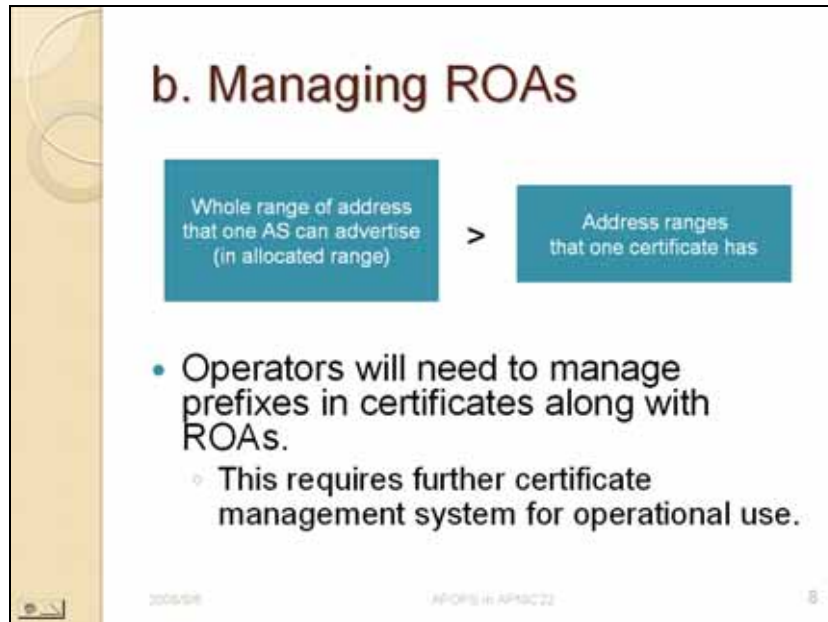 b. Managing ROAs
Whole range of address
that one AS can advertise
(in allocated range)
>
Address ranges
that one certificate has
• Operators will need to manage
prefixes in certificates along with
ROAs.
◦ This requires further certificate
management system for operational use.
APOPS in APNIC22
8